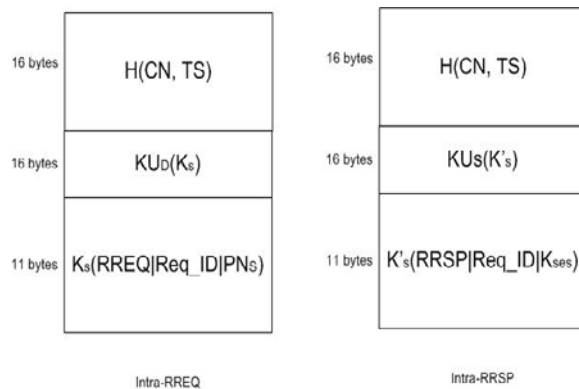 16 bytes
H(CN, TS)
16 bytes
KUD(Ks)
11 bytes
Ks(RREQ|Req_ID|PNS)
Intra-RREQ
16 bytes
H(CN, TS)
16 bytes
KUs(K's)
11 bytes
K's(RRSP|Req_ID|Kses)
Intra-RRSP